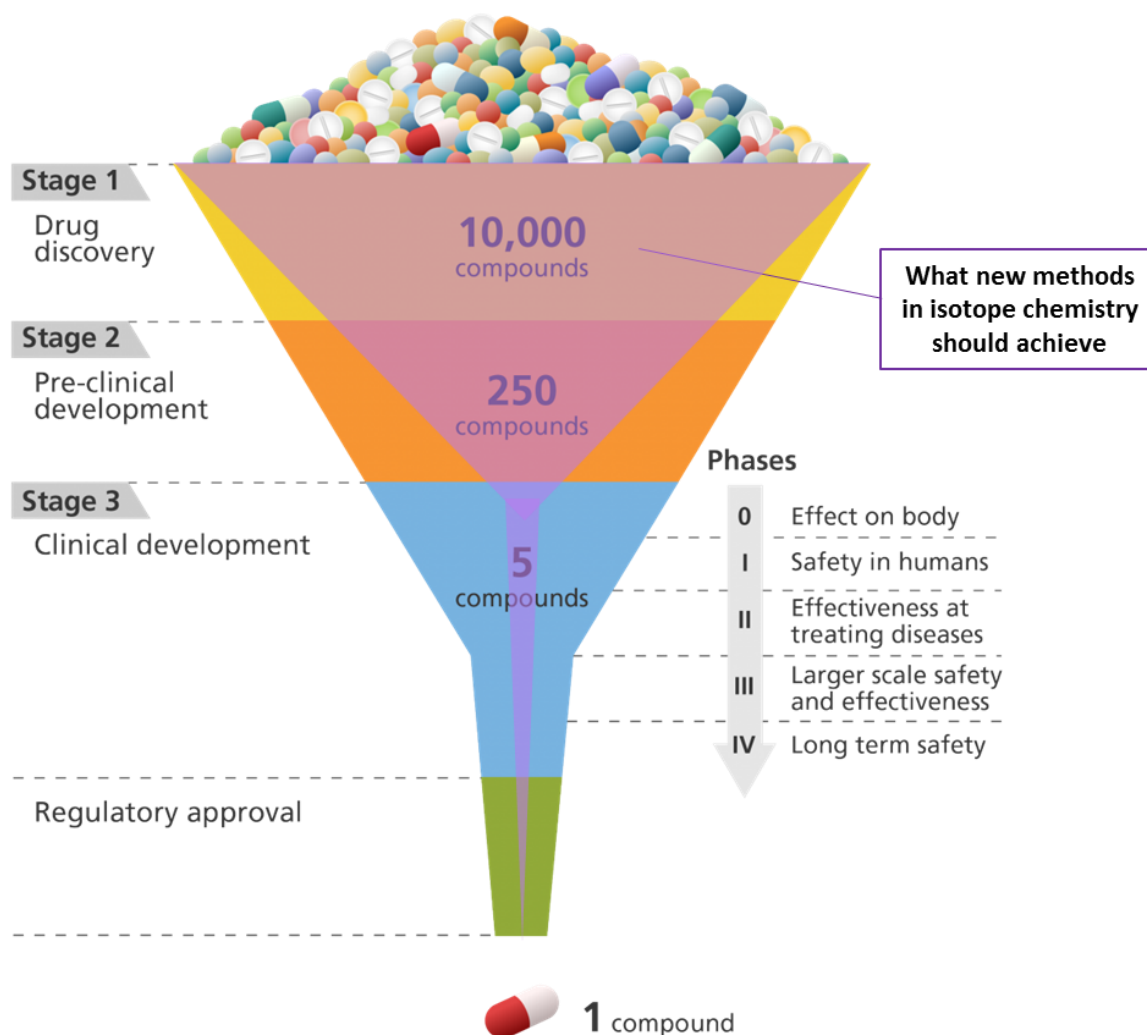 Stage 1
Drug
discovery
10,000
compounds
What new methods
in isotope chemistry
should achieve
Stage 2
Pre-clinical
development
250
compounds
Stage 3
Clinical development
5
compounds
Phases
0 Effect on body
I Safety in humans
II Effectiveness at
treating diseases
III Larger scale safety
and effectiveness
IV Long term safety
Regulatory approval
1 compound